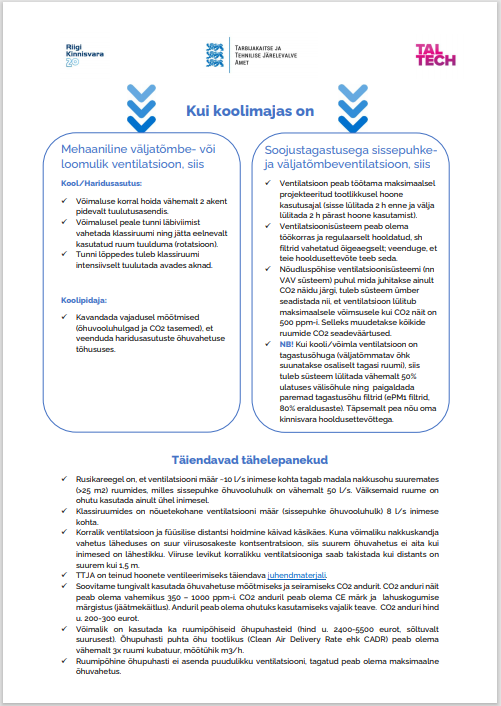 Riigi
Kinnisvara
20
TARBIJAKAITSE JA
TEHNILISE JÄRELEVALVE
AMET
TAL
TECH
Kui koolimajas on
Mehaaniline väljatõmbe- või
loomulik ventilatsioon, siis
Kool/Haridusasutus:
✓ Võimaluse korral hoida vähemalt 2 akent
pidevalt tuulutusasendis.
✓ Võimalusel peale tunni läbiviimist
vahetada klassiruumi ning jätta eelnevalt
kasutatud ruum tuulduma (rotatsioon).
✓ Tunni lõppedes tuleb klassiruumi
intensiivselt tuulutada avades aknad.
Koolipidaja:
✓ Kavandada vajadusel mõõtmised
(õhuvooluhulgad ja CO2 tasemed), et
veenduda haridusasutuste õhuvahetuse
tõhususes.
Soojustagastusega sissepuhke-
ja väljatõmbeventilatsioon, siis
✓ Ventilatsioon peab töötama maksimaalsel
projekteeritud tootlikkusel hoone
kasutusajal (sisse lülitada 2 h enne ja välja
lülitada 2 h pärast hoone kasutamist).
✓ Ventilatsioonisüsteem peab olema
töökorras ja regulaarselt hooldatud, sh
filtrid vahetatud õigeaegselt; veenduge, et
teie hooldusettevõte teeb seda.
✓ Nõudluspõhise ventilatsioonisüsteemi (nn
VAV süsteem) puhul mida juhitakse ainult
CO2 näidu järgi, tuleb süsteem ümber
seadistada nii, et ventilatsioon lülitub
maksimaalsele võimsusele kui CO2 näit on
500 ppm-i. Selleks muudetakse kõikide
ruumide CO2 seadeväärtused.
✓ NB! Kui kooli/võimla ventilatsioon on
tagastusõhuga (väljatõmmatav õhk
suunatakse osaliselt tagasi ruumi), siis
tuleb süsteem lülitada vähemalt 50%
ulatuses välisõhule ning paigaldada
paremad tagastusõhu filtrid (ePM1 filtrid,
80% eraldusaste). Täpsemalt pea nõu oma
kinnisvara hooldusettevõttega.
Täiendavad tähelepanekud
✓ Rusikareegel on, et ventilatsiooni määr ~10 l/s inimese kohta tagab madala nakkusohu suuremates
(>25 m2) ruumides, milles sissepuhke õhuvooluhulk on vähemalt 50 l/s. Väiksemaid ruume on
ohutu kasutada ainult ühel inimesel.
✓ Klassiruumides on nõuetekohane ventilatsiooni määr (sissepuhke õhuvooluhulk) 8 l/s inimese
kohta.
✓ Korralik ventilatsioon ja füüsilise distantsi hoidmine käivad käsikäes. Kuna võimaliku nakkuskandja
vahetus läheduses on suur viirusosakeste kontsentratsioon, siis suurem õhuvahetus ei aita kui
inimesed on lähestikku. Viiruse levikut korraliku ventilatsiooniga saab takistada kui distants on
suurem kui 1,5 m.
✓ TTJA on teinud hoonete ventileerimiseks täiendava juhendmaterjali.
✓ Soovitame tungivalt kasutada õhuvahetuse mõõtmiseks ja seiramiseks CO2 andurit. CO2 anduri näit
peab olema vahemikus 350 – 1000 ppm-i. CO2 anduril peab olema CE märk ja lahuskogumise
märgistus (jäätmekäitlus). Anduril peab olema ohutuks kasutamiseks vajalik teave. CO2 anduri hind
u. 200-300 eurot.
✓ Võimalik on kasutada ka ruumipõhiseid õhupuhasteid (hind u. 2400-5500 eurot, sõltuvalt
suurusest). Õhupuhasti puhta õhu tootlikus (Clean Air Delivery Rate ehk CADR) peab olema
vähemalt 3x ruumi kubatuur, mõõtühik m3/h.
✓ Ruumipõhine õhupuhasti ei asenda puudulikku ventilatsiooni, tagatud peab olema maksimaalne
õhuvahetus.